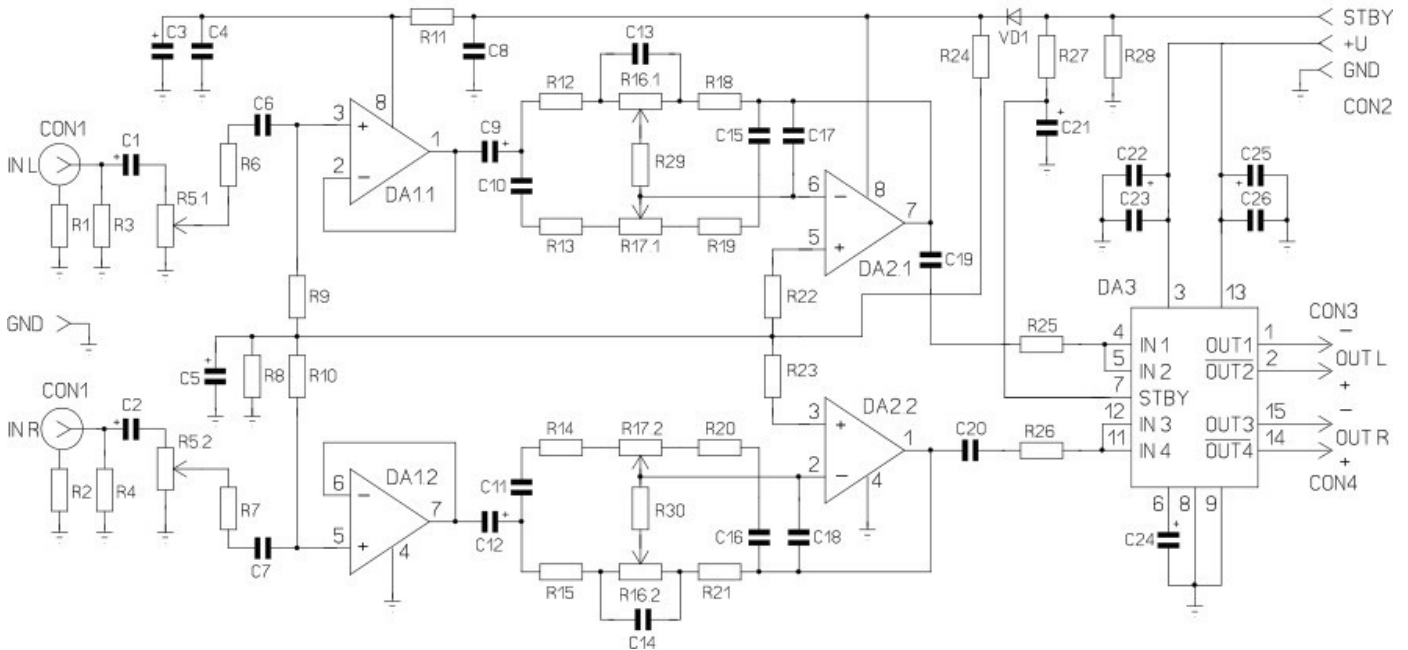 C3
C4
R11
C8
C13
R24
VD1
R27
R28
STBY
+U
GND
CON2
R12
R16.1
R18
CON1
C1
C6
3
+
8
1
C9
+
C15
C17
C21
+
IN L
R6
2
−
DA1.1
C10
R29
C22
+
C25
+
R1
R3
R5.1
C23
C26
R13
R17.1
R19
6
−
8
7
5
+
DA2.1
C19
R9
R22
DA3
3
13
GND
CON3
R25
4
IN 1
OUT1
1
−
5
IN 2
OUT2
2
OUT L
+
C5
+
R8
R10
R23
7
STBY
12
IN 3
OUT3
15
−
11
IN 4
OUT4
14
OUT R
+
CON4
CON1
C2
+
IN R
R5.2
R2
R4
R7
C7
6
−
DA1.2
7
5
+
4
C12
+
C11
R14
R17.2
R20
3
+
DA2.2
1
2
−
4
C20
R26
R30
C16
C18
R15
R16.2
R21
C14
6
8
9
C24
+